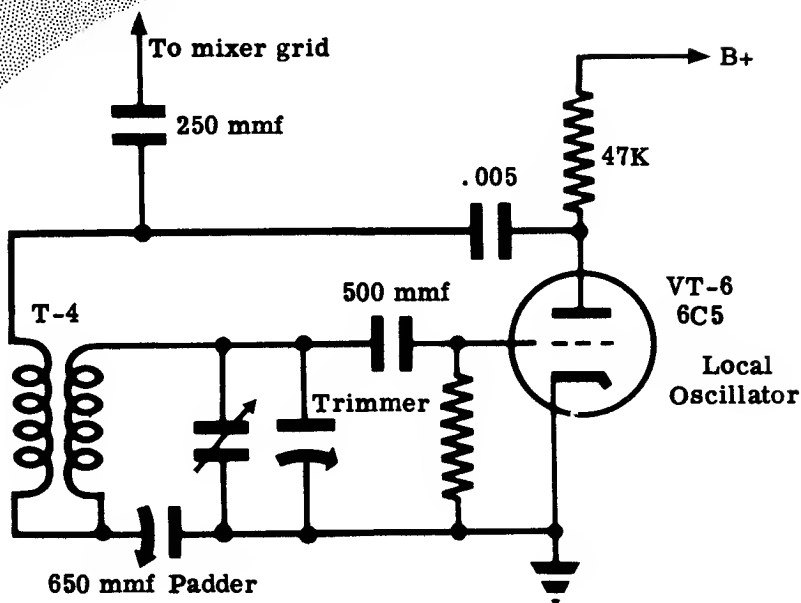 To mixer grid
B+
250 mmf
47K
.005
500 mmf
VT-6
6C5
T-4
Local
Oscillator
Trimmer
650 mmf Padder